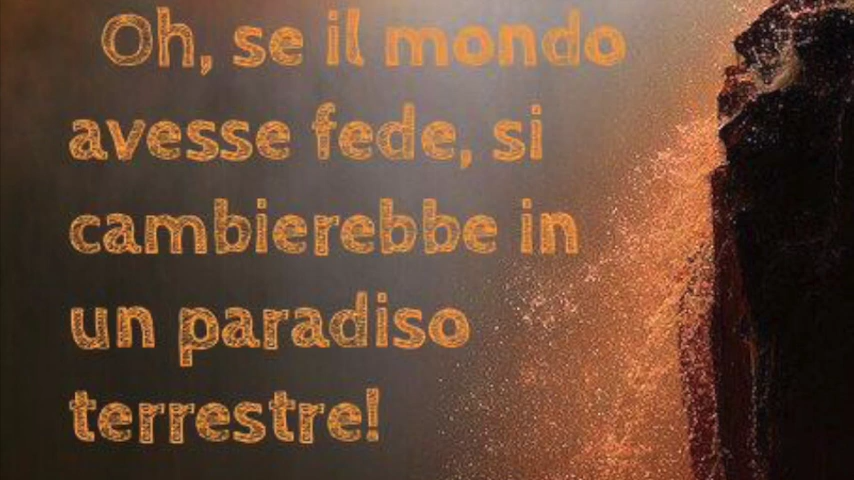 Oh, se il mondo
avesse fede, si
cambierebbe in
un paradiso
terrestre!